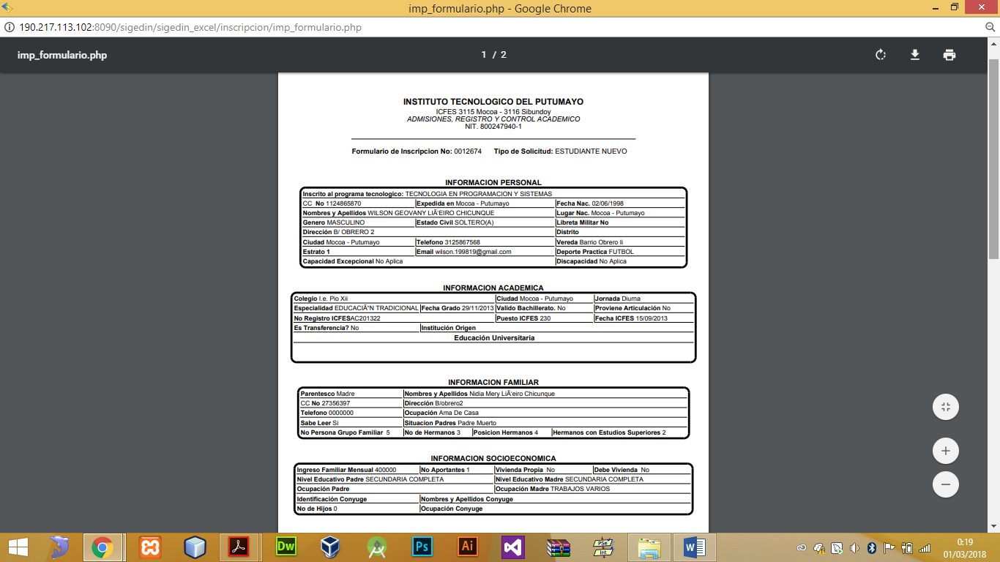 imp_formulario.php - Google Chrome
190.217.113.102:8090/sigedin/sigedin_excel/inscripcion/imp_formulario.php
imp_formulario.php
1 / 2
INSTITUTO TECNOLOGICO DEL PUTUMAYO
ICFES 3115 Mocoa - 3116 Sibundoy
ADMISIONES, REGISTRO Y CONTROL ACADEMICO
NIT. 800247940-1
Formulario de Inscripcion No: 0012674 Tipo de Solicitud: ESTUDIANTE NUEVO
INFORMACION PERSONAL
Inscrito al programa tecnologico: TECNOLOGIA EN PROGRAMACION Y SISTEMAS
CC No 1124865870 Expedida en Mocoa - Putumayo Fecha Nac. 02/06/1998
Nombres y Apellidos WILSON GEOVANY LIÃ‘EIRO CHICUNQUE Lugar Nac. Mocoa - Putumayo
Genero MASCULINO Estado Civil SOLTERO(A) Libreta Militar No
Dirección B/ OBRERO 2 Distrito
Ciudad Mocoa - Putumayo Telefono 3125867568 Vereda Barrio Obrero Ii
Estrato 1 Email wilson.199819@gmail.com Deporte Practica FUTBOL
Capacidad Excepcional No Aplica Discapacidad No Aplica
INFORMACION ACADEMICA
Colegio I.e. Pio Xii Ciudad Mocoa - Putumayo Jornada Diurna
Especialidad EDUCACIÃ“N TRADICIONAL Fecha Grado 29/11/2013 Valido Bachillerato. No Proviene Articulación No
No Registro ICFESAC201322 Puesto ICFES 230 Fecha ICFES 15/09/2013
Es Transferencia? No Institución Origen
Educación Universitaria
INFORMACION FAMILIAR
Parentesco Madre Nombres y Apellidos Nidia Mery LiÃ‘eiro Chicunque
CC No 27356397 Dirección B/obrero2
Telefono 0000000 Ocupación Ama De Casa
Sabe Leer Si Situacion Padres Padre Muerto
No Persona Grupo Familiar 5 No de Hermanos 3 Posicion Hermanos 4 Hermanos con Estudios Superiores 2
INFORMACION SOCIOECONOMICA
Ingreso Familiar Mensual 400000 No Aportantes 1 Vivienda Propia No Debe Vivienda No
Nivel Educativo Padre SECUNDARIA COMPLETA Nivel Educativo Madre SECUNDARIA COMPLETA
Ocupación Padre Ocupación Madre TRABAJOS VARIOS
Identificación Conyuge Nombres y Apellidos Conyuge
No de Hijos 0 Ocupación Conyuge
Dw Ps Ai PSe Int W
0:19
01/03/2018